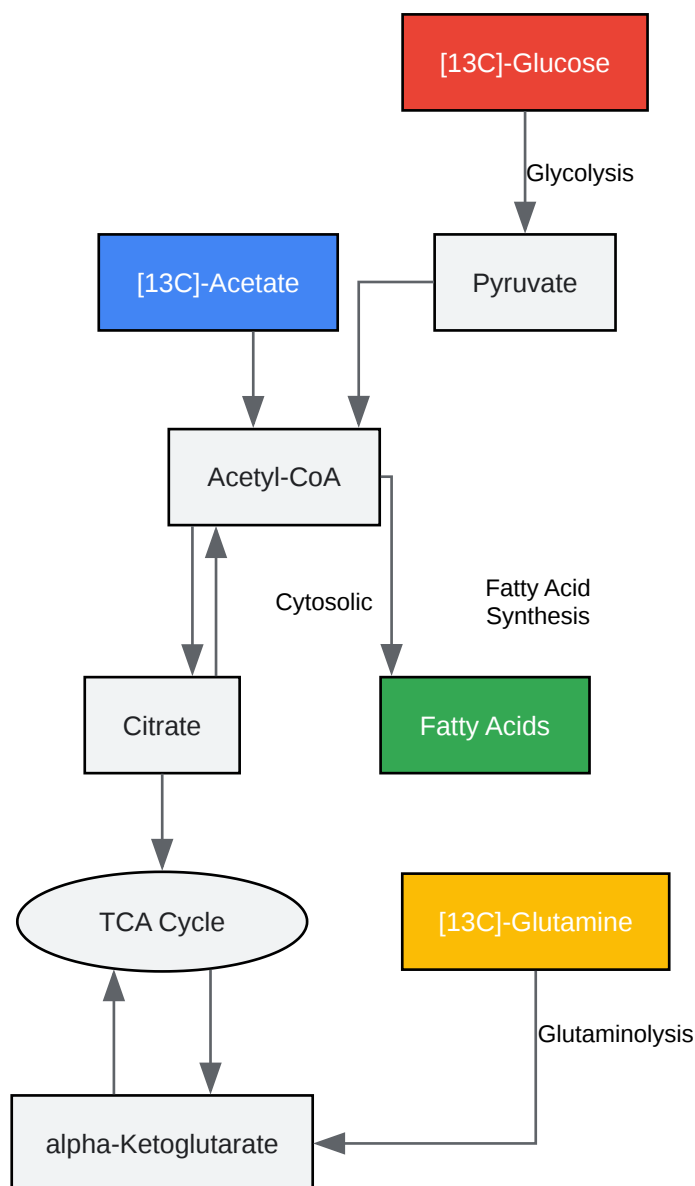 [13C]-Glucose
Glycolysis
[13C]-Acetate
Pyruvate
Acetyl-CoA
Cytosolic
Fatty Acid
Synthesis
Citrate
Fatty Acids
TCA Cycle
[13C]-Glutamine
Glutaminolysis
alpha-Ketoglutarate